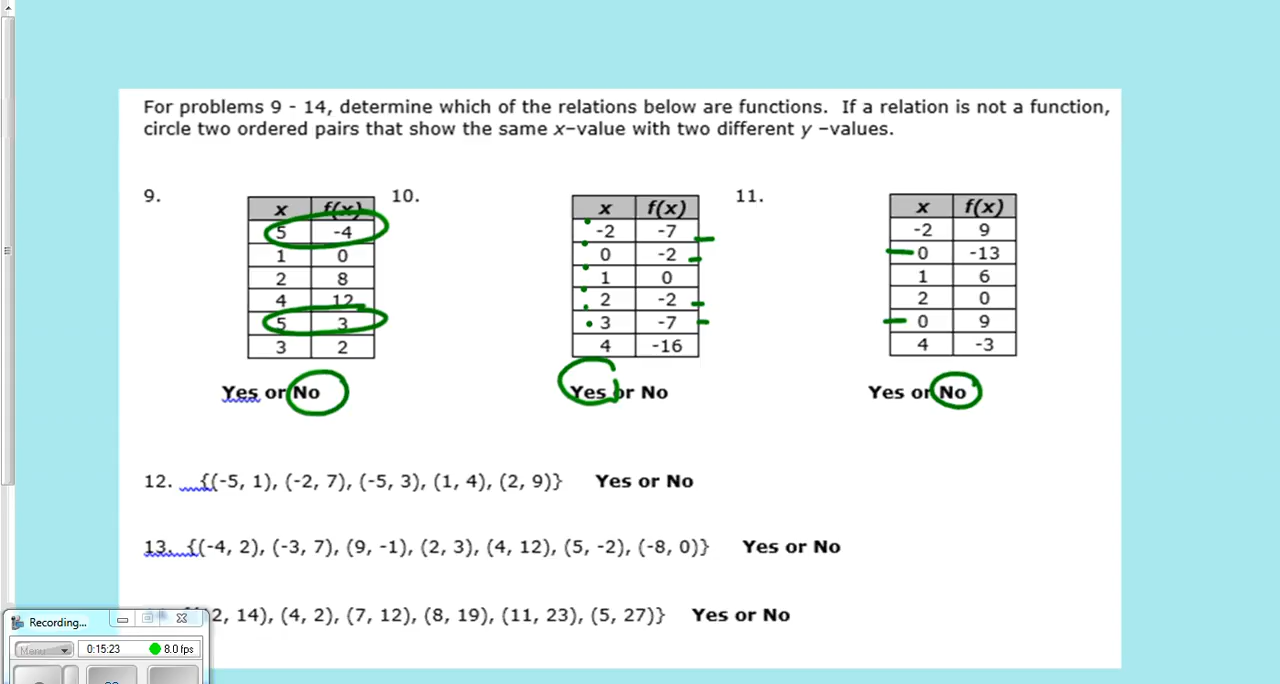 For problems 9 - 14, determine which of the relations below are functions. If a relation is not a function,
circle two ordered pairs that show the same x-value with two different y -values.
9. 10. 11.
x f(x)
5 -4
1 0
2 8
4 12
5 3
3 2
Yes or No
x f(x)
-2 -7
0 -2
1 0
2 -2
3 -7
4 -16
Yes or No
x f(x)
-2 9
0 -13
1 6
2 0
0 9
4 -3
Yes or No
12. {(-5, 1), (-2, 7), (-5, 3), (1, 4), (2, 9)} Yes or No
13. {(-4, 2), (-3, 7), (9, -1), (2, 3), (4, 12), (5, -2), (-8, 0)} Yes or No
2, 14), (4, 2), (7, 12), (8, 19), (11, 23), (5, 27)} Yes or No
Recording...
Menu 0:15:23 8.0 fps